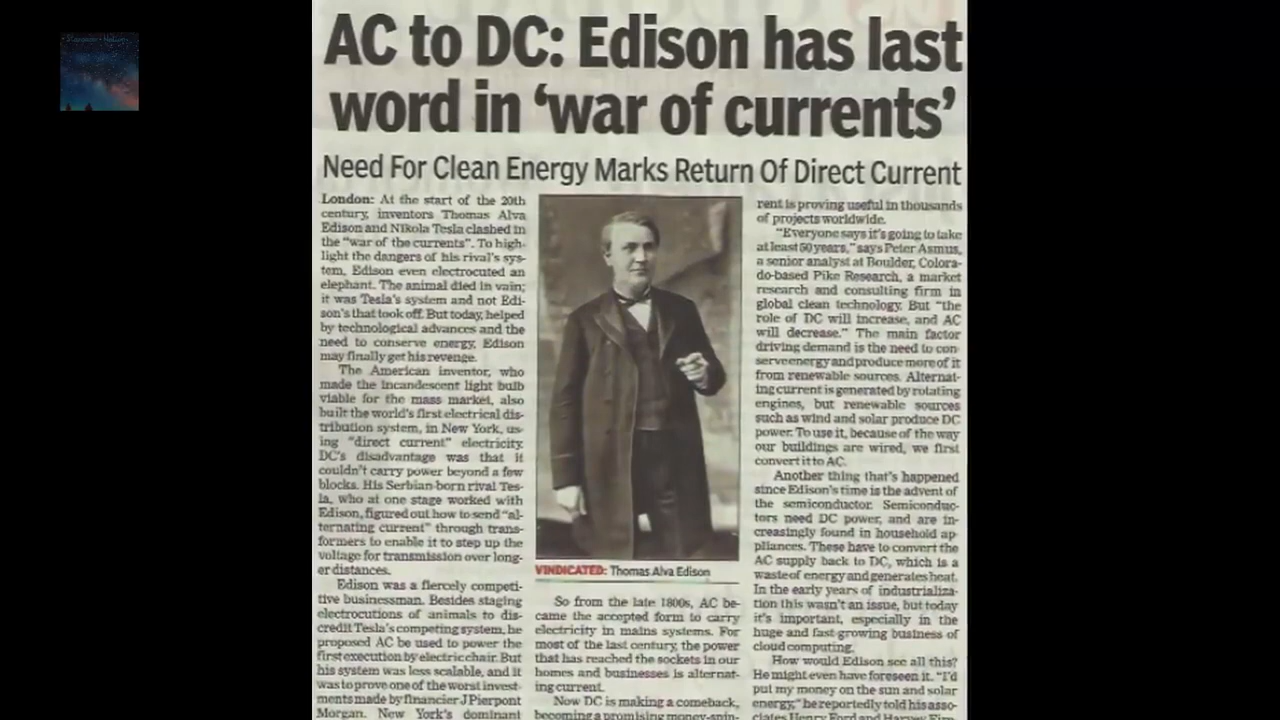 AC to DC: Edison has last
word in ‘war of currents’
Need For Clean Energy Marks Return Of Direct Current
London: At the start of the 20th
century, inventors Thomas Alva
Edison and Nikola Tesla clashed in
the “war of the currents”. To high-
light the dangers of his rival’s sys-
tem, Edison even electrocuted an
elephant. The animal died in vain;
it was Tesla’s system and not Edi-
son’s that took off. But today, helped
by technological advances and the
need to conserve energy, Edison
may finally get his revenge.
The American inventor, who
made the incandescent light bulb
viable for the mass market, also
built the world’s first electrical dis-
tribution system, in New York, us-
ing “direct current” electricity.
DC’s disadvantage was that it
couldn’t carry power beyond a few
blocks. His Serbian-born rival Tes-
la, who at one stage worked with
Edison, figured out how to send “al-
ternating current” through trans-
formers to enable it to step up the
voltage for transmission over long-
er distances.
Edison was a fiercely competi-
tive businessman. Besides staging
electrocutions of animals to dis-
credit Tesla’s competing system, he
proposed AC be used to power the
first execution by electric chair. But
his system was less scalable, and it
was to prove one of the worst invest-
ments made by financier J Pierpont
Morgan. New York’s dominant
VINDICATED: Thomas Alva Edison
So from the late 1800s, AC be-
came the accepted form to carry
electricity in mains systems. For
most of the last century, the power
that has reached the sockets in our
homes and businesses is alternat-
ing current.
Now DC is making a comeback,
becoming a promising money-spin-
rent is proving useful in thousands
of projects worldwide.
“Everyone says it’s going to take
at least 50 years,” says Peter Asmus,
a senior analyst at Boulder, Colora-
do-based Pike Research, a market
research and consulting firm in
global clean technology. But “the
role of DC will increase, and AC
will decrease.” The main factor
driving demand is the need to con-
serve energy and produce more of it
from renewable sources. Alternat-
ing current is generated by rotating
engines, but renewable sources
such as wind and solar produce DC
power. To use it, because of the way
our buildings are wired, we first
convert it to AC.
Another thing that’s happened
since Edison’s time is the advent of
the semiconductor. Semiconduc-
tors need DC power, and are in-
creasingly found in household ap-
pliances. These have to convert the
AC supply back to DC, which is a
waste of energy and generates heat.
In the early years of industrializa-
tion this wasn’t an issue, but today
it’s important, especially in the
huge and fast-growing business of
cloud computing.
How would Edison see all this?
He might even have foreseen it. “I’d
put my money on the sun and solar
energy,” he reportedly told his asso-
ciates Henry Ford and Harvey Fire-